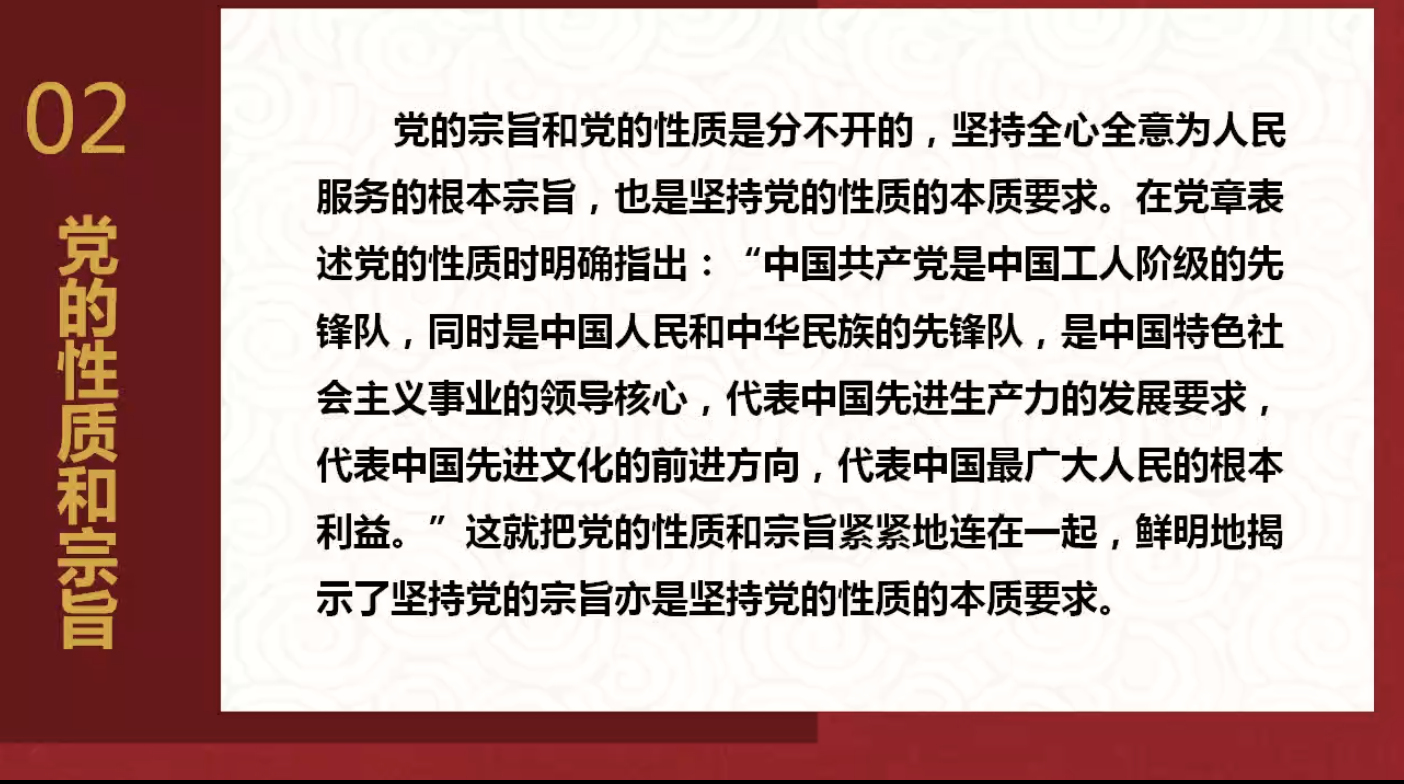 02
党的性质和宗旨
党的宗旨和党的性质是分不开的，坚持全心全意为人民
服务的根本宗旨，也是坚持党的性质的本质要求。在党章表
述党的性质时明确指出：“中国共产党是中国工人阶级的先
锋队，同时是中国人民和中华民族的先锋队，是中国特色社
会主义事业的领导核心，代表中国先进生产力的发展要求，
代表中国先进文化的前进方向，代表中国最广大人民的根本
利益。”这就把党的性质和宗旨紧紧地连在一起，鲜明地揭
示了坚持党的宗旨亦是坚持党的性质的本质要求。